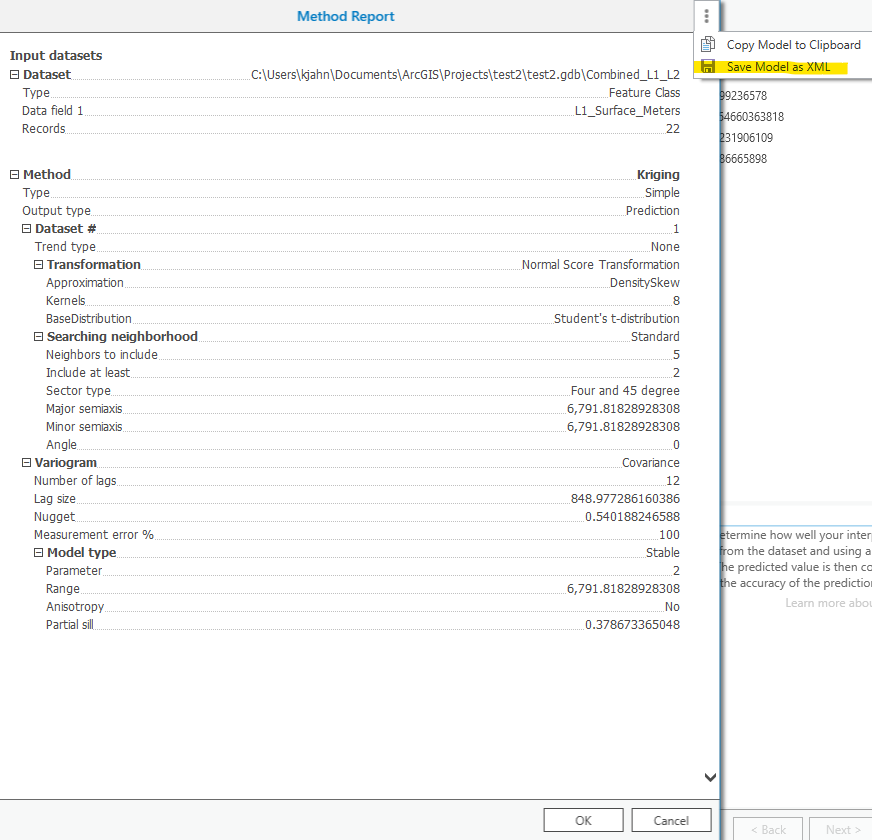 Method Report
Copy Model to Clipboard
Save Model as XML
Input datasets
Dataset C:\Users\kjahn\Documents\ArcGIS\Projects\test2\test2.gdb\Combined_L1_L2
Type Feature Class
Data field 1 L1_Surface_Meters
Records 22
Method Kriging
Type Simple
Output type Prediction
Dataset # 1
Trend type None
Transformation Normal Score Transformation
Approximation DensitySkew
Kernels 8
BaseDistribution Student's t-distribution
Searching neighborhood Standard
Neighbors to include 5
Include at least 2
Sector type Four and 45 degree
Major semiaxis 6,791.81828928308
Minor semiaxis 6,791.81828928308
Angle 0
Variogram Covariance
Number of lags 12
Lag size 848.977286160386
Nugget 0.540188246588
Measurement error % 100
Model type Stable
Parameter 2
Range 6,791.81828928308
Anisotropy No
Partial sill 0.378673365048
OK Cancel
99236578
64660363818
231906109
86665898
etermine how well your interp
from the dataset and using a
he predicted value is then co
the accuracy of the prediction
Learn more abou
< Back Next >